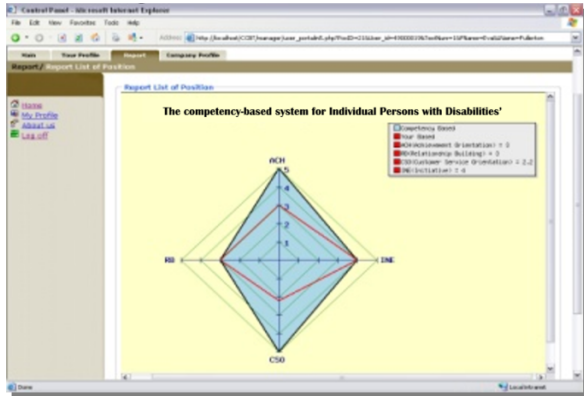 Control Panel - Microsoft Internet Explorer
File Edit View Favorites Tools Help
Address
Main Your Profile Report Company Profile
Report/ Report List of Position
Report List of Position
Home
My Profile
About us
Log off
The competency-based system for Individual Persons with Disabilities’
Competency Based
Your Based
ACH(Achievement Orientation) = 3
RB(Relationship Building) = 3
CSO(Customer Service Orientation) = 2.2
INE(Initiative) = 4
ACH
5
4
3
2
1
RB
INE
CSO
Done
Local intranet